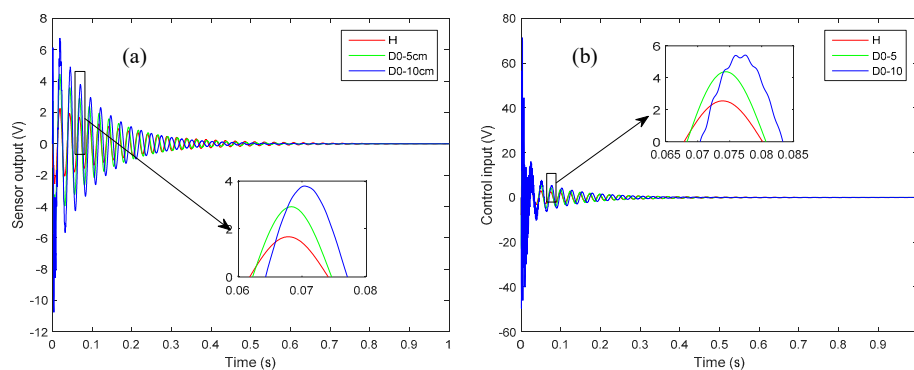 (a)
H
D0-5cm
D0-10cm
8
6
4
2
0
-2
-4
-6
-8
-10
-12
Sensor output (V)
4
2
0
0.06 0.07 0.08
0 0.1 0.2 0.3 0.4 0.5 0.6 0.7 0.8 0.9 1
Time (s)
(b)
H
D0-5
D0-10
80
60
40
20
0
-20
-40
-60
Control input (V)
6
4
2
0
0.065 0.07 0.075 0.08 0.085
0 0.1 0.2 0.3 0.4 0.5 0.6 0.7 0.8 0.9
Time (s)